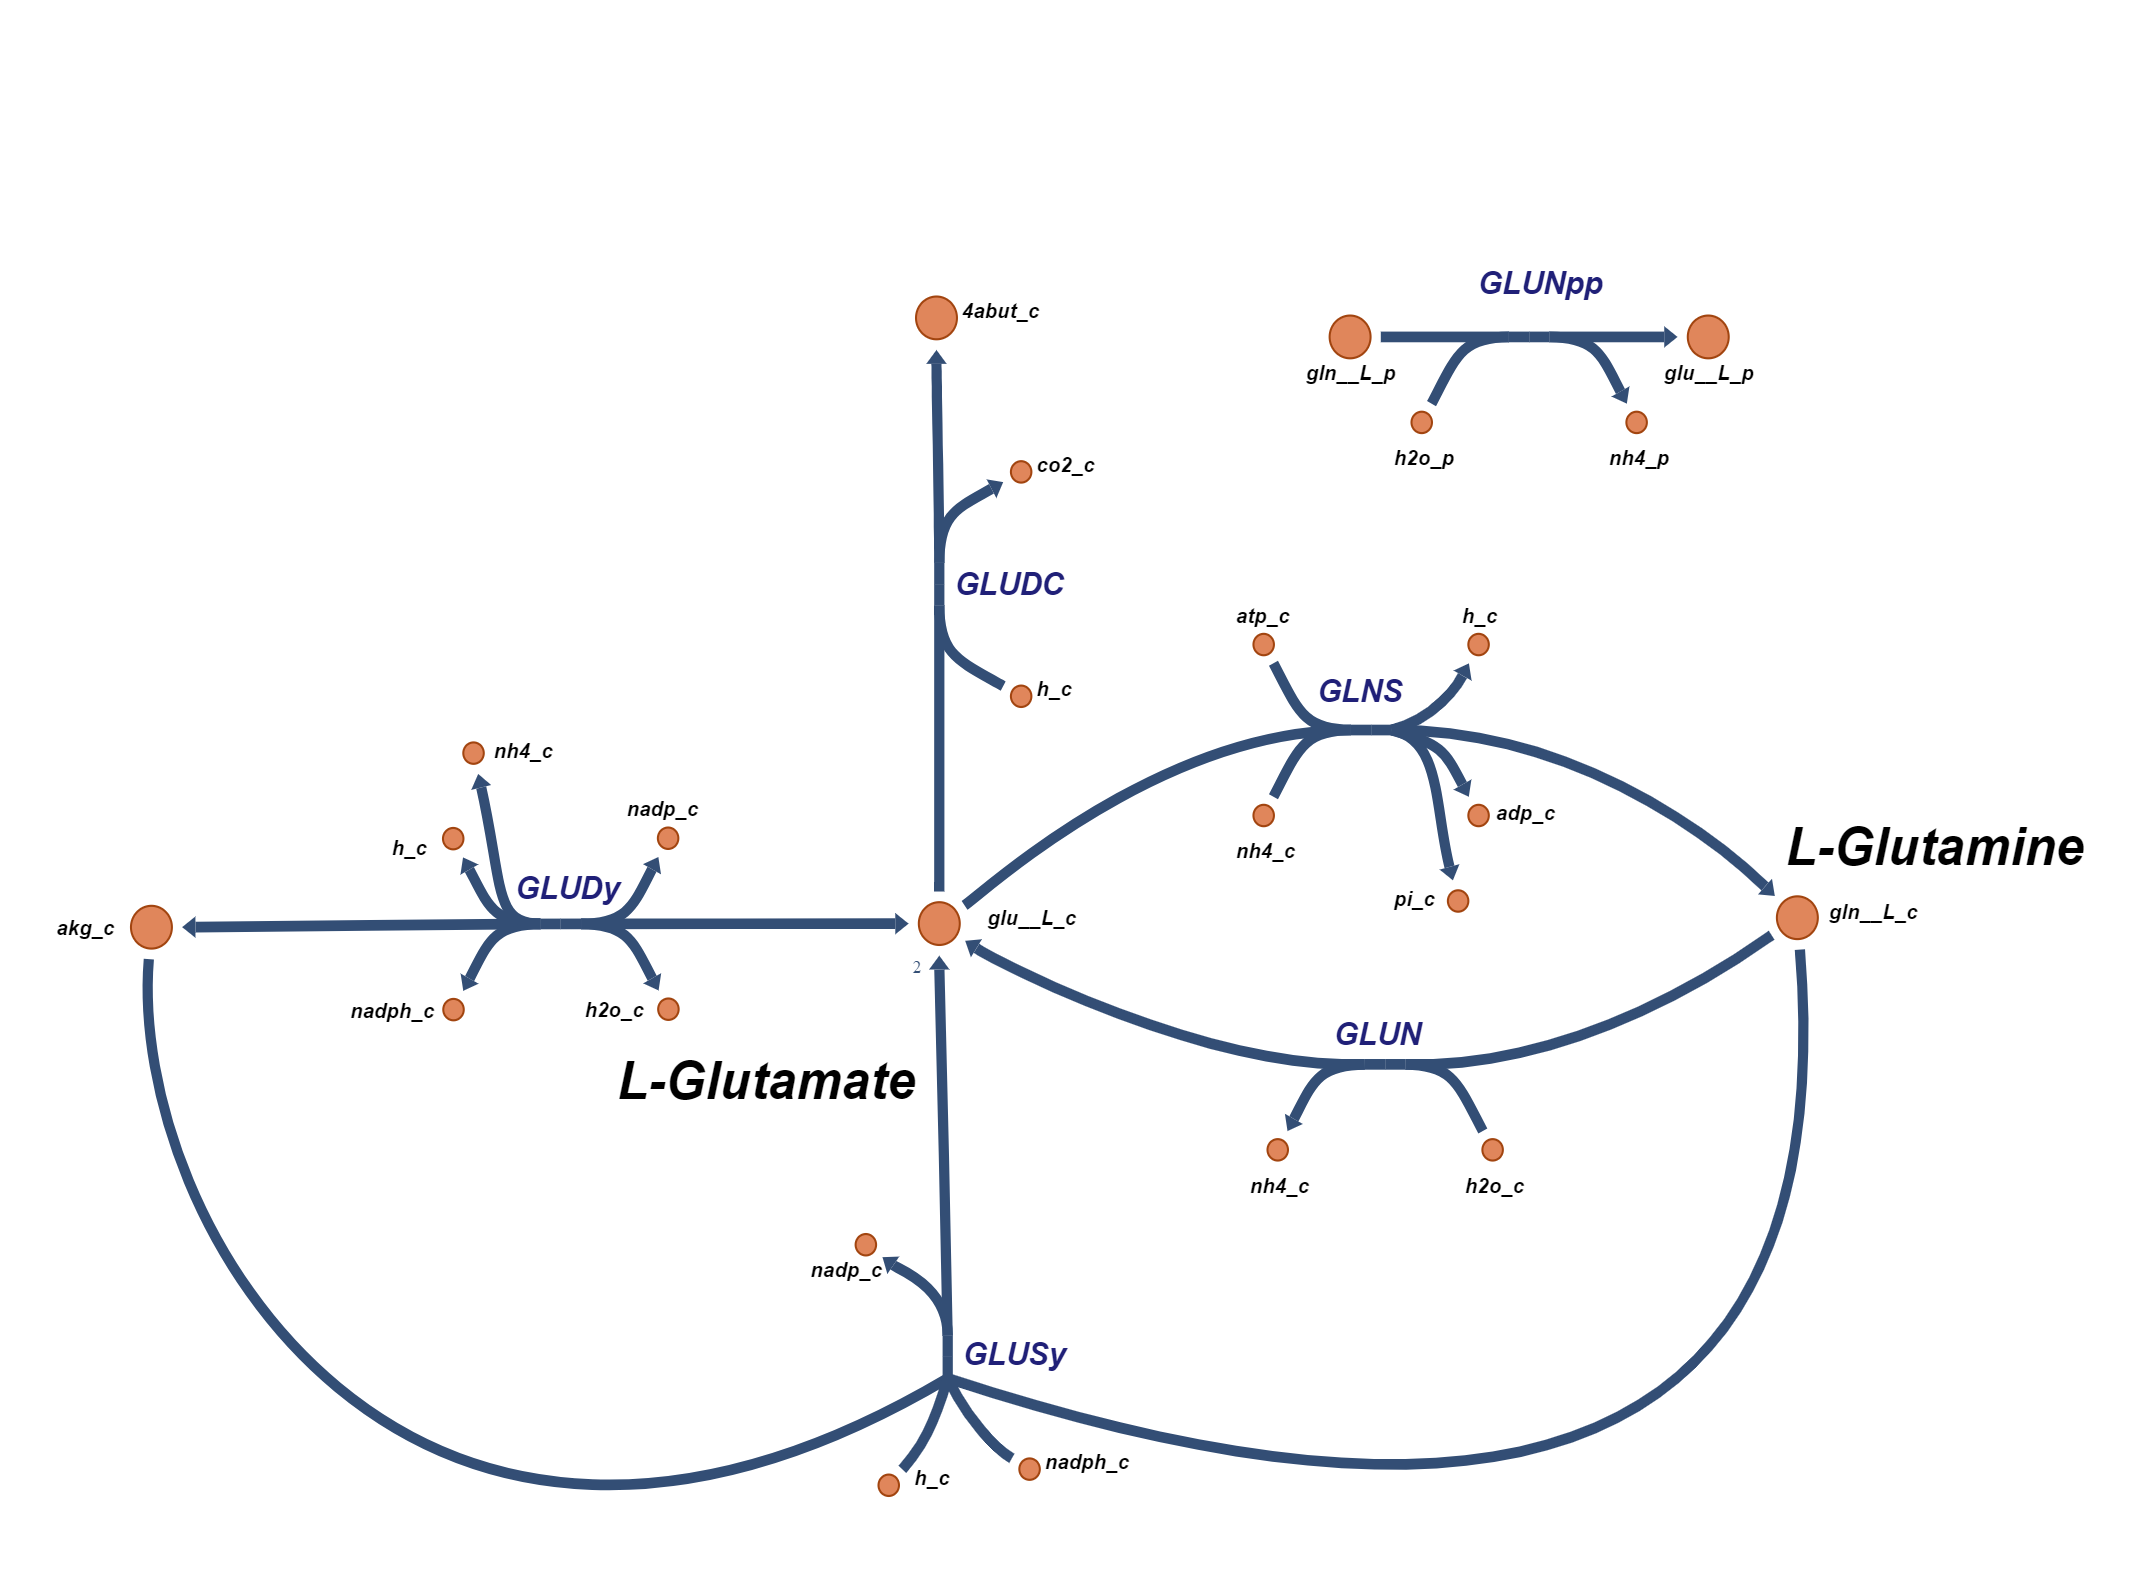 GLUNpp
4abut_c
gln__L_p
glu__L_p
h2o_p
nh4_p
co2_c
GLUDC
atp_c
h_c
h_c
GLNS
nh4_c
nadp_c
adp_c
h_c
nh4_c
L-Glutamine
GLUDy
pi_c
akg_c
glu__L_c
gln__L_c
2
nadph_c
h2o_c
GLUN
L-Glutamate
nh4_c
h2o_c
nadp_c
GLUSy
h_c
nadph_c